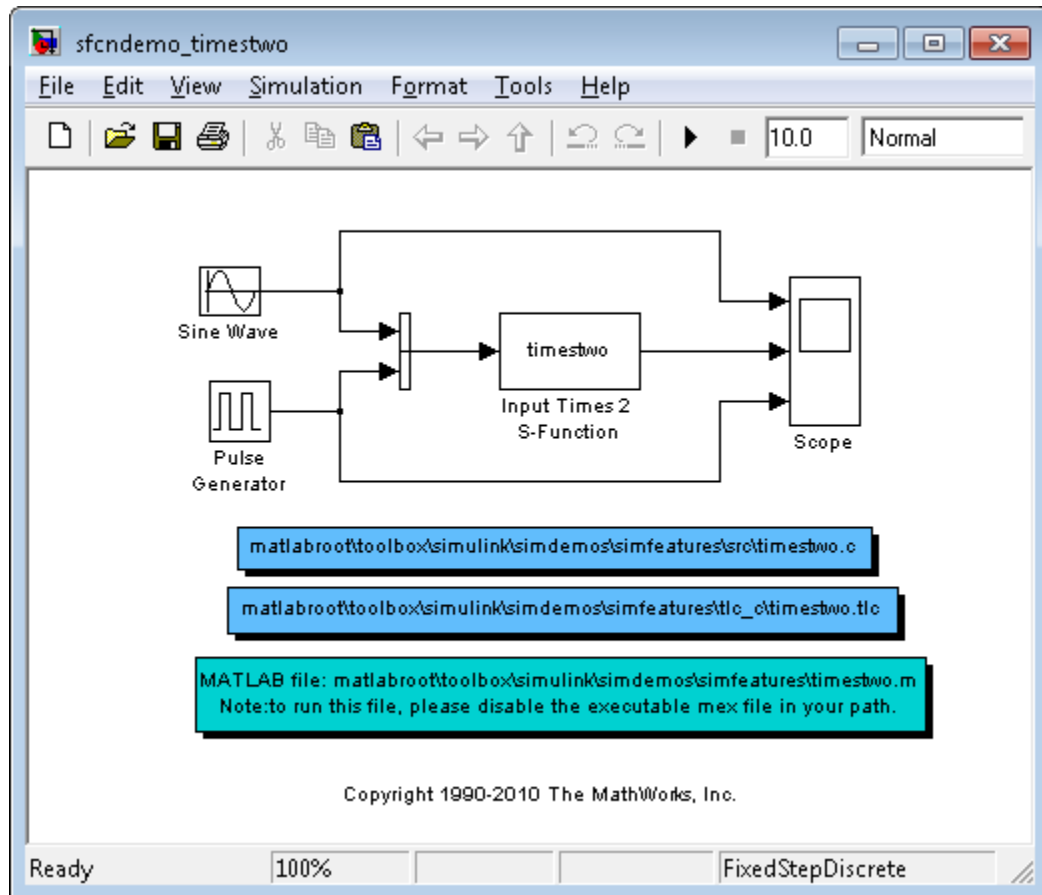 sfcndemo_timestwo
File Edit View Simulation Format Tools Help
10.0 Normal
Sine Wave
timestwo
Input Times 2
S-Function
Scope
Pulse
Generator
matlabroot\toolbox\simulink\simdemos\simfeatures\src\timestwo.c
matlabroot\toolbox\simulink\simdemos\simfeatures\tlc_c\timestwo.tlc
MATLAB file: matlabroot\toolbox\simulink\simdemos\simfeatures\timestwo.m
Note:to run this file, please disable the executable mex file in your path.
Copyright 1990-2010 The MathWorks, Inc.
Ready 100% FixedStepDiscrete